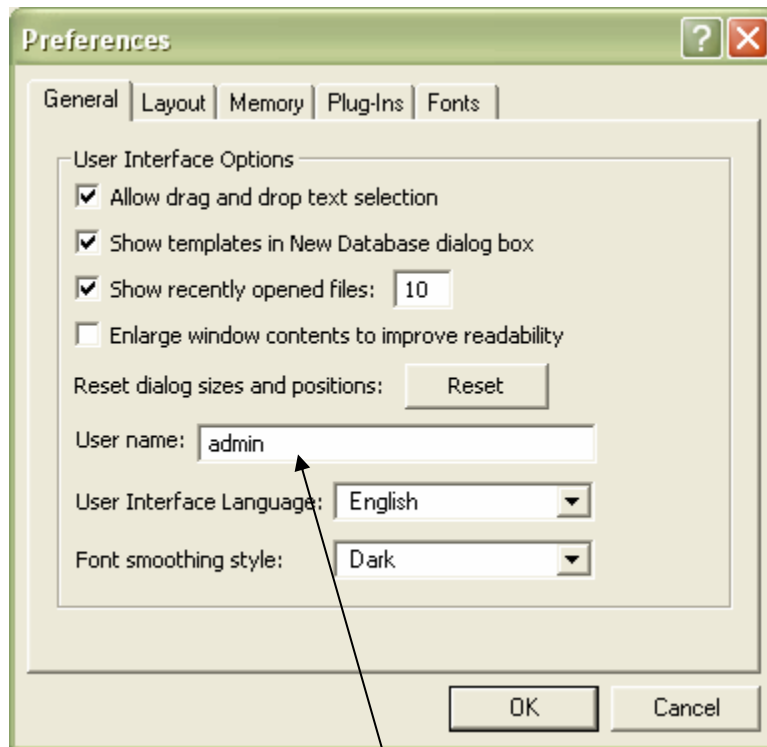 Preferences
General Layout Memory Plug-Ins Fonts
User Interface Options
Allow drag and drop text selection
Show templates in New Database dialog box
Show recently opened files: 10
Enlarge window contents to improve readability
Reset dialog sizes and positions: Reset
User name: admin
User Interface Language: English
Font smoothing style: Dark
OK Cancel